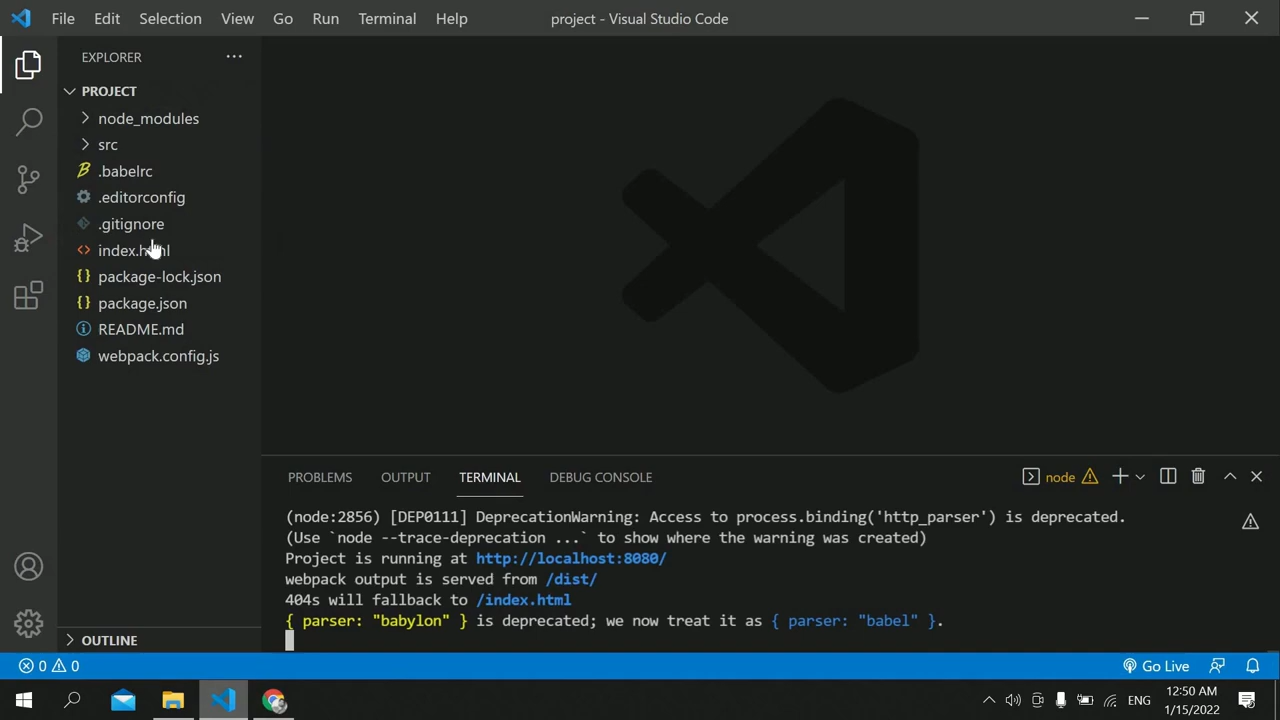 File Edit Selection View Go Run Terminal Help
project - Visual Studio Code
EXPLORER
PROJECT
node_modules
src
.babelrc
.editorconfig
.gitignore
index.html
package-lock.json
package.json
README.md
webpack.config.js
OUTLINE
PROBLEMS OUTPUT TERMINAL DEBUG CONSOLE
node
(node:2856) [DEP0111] DeprecationWarning: Access to process.binding('http_parser') is deprecated.
(Use `node --trace-deprecation ...` to show where the warning was created)
Project is running at http://localhost:8080/
webpack output is served from /dist/
404s will fallback to /index.html
{ parser: "babylon" } is deprecated; we now treat it as { parser: "babel" }.
0 0
Go Live
ENG
12:50 AM
1/15/2022